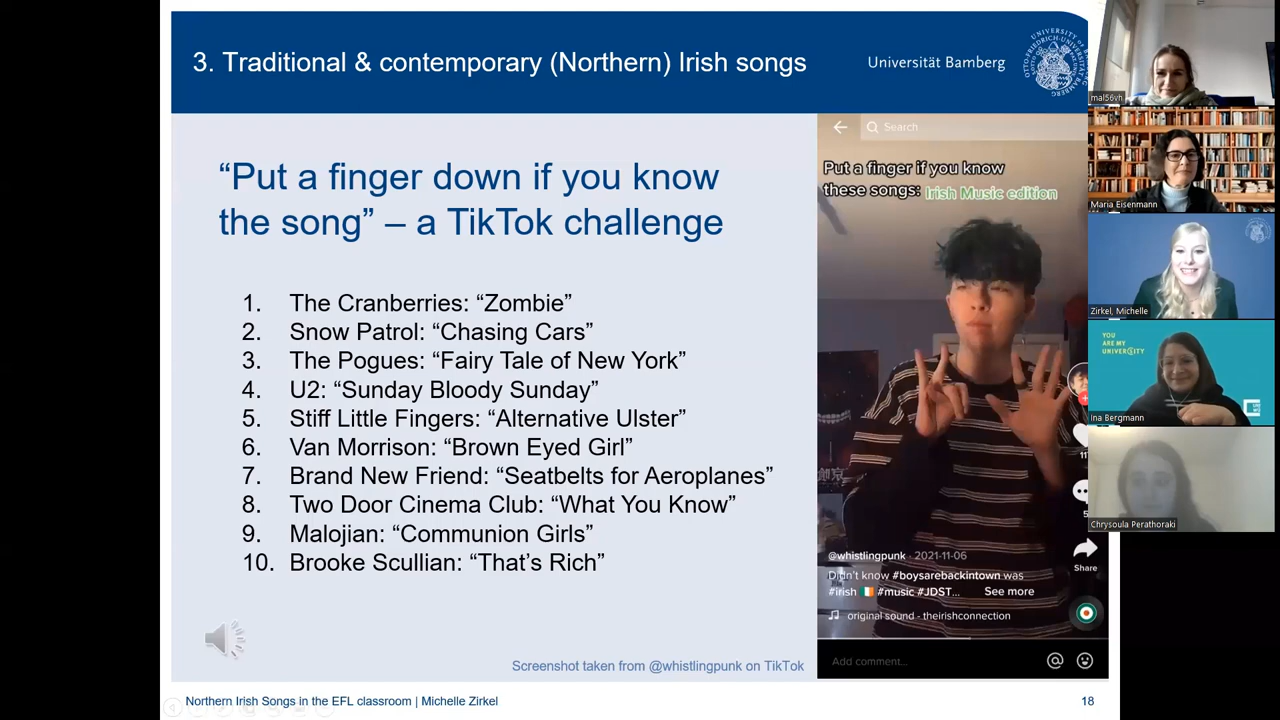 3. Traditional & contemporary (Northern) Irish songs
Universität Bamberg
“Put a finger down if you know
the song” – a TikTok challenge
1. The Cranberries: “Zombie”
2. Snow Patrol: “Chasing Cars”
3. The Pogues: “Fairy Tale of New York”
4. U2: “Sunday Bloody Sunday”
5. Stiff Little Fingers: “Alternative Ulster”
6. Van Morrison: “Brown Eyed Girl”
7. Brand New Friend: “Seatbelts for Aeroplanes”
8. Two Door Cinema Club: “What You Know”
9. Malojian: “Communion Girls”
10. Brooke Scullian: “That’s Rich”
Screenshot taken from @whistlingpunk on TikTok
Northern Irish Songs in the EFL classroom | Michelle Zirkel
18
Search
Put a finger if you know
these songs: Irish Music edition
@whistlingpunk · 2021-11-06
Didn't know #boysarebackintown was
#irish 🇮🇪 #music #JDST... See more
original sound - theirishconnection
Share
Add comment...
mal56vh
Maria Eisenmann
Zirkel, Michelle
YOU
ARE MY
UNIVERSITY
Ina Bergmann
Chrysoula Perathoraki